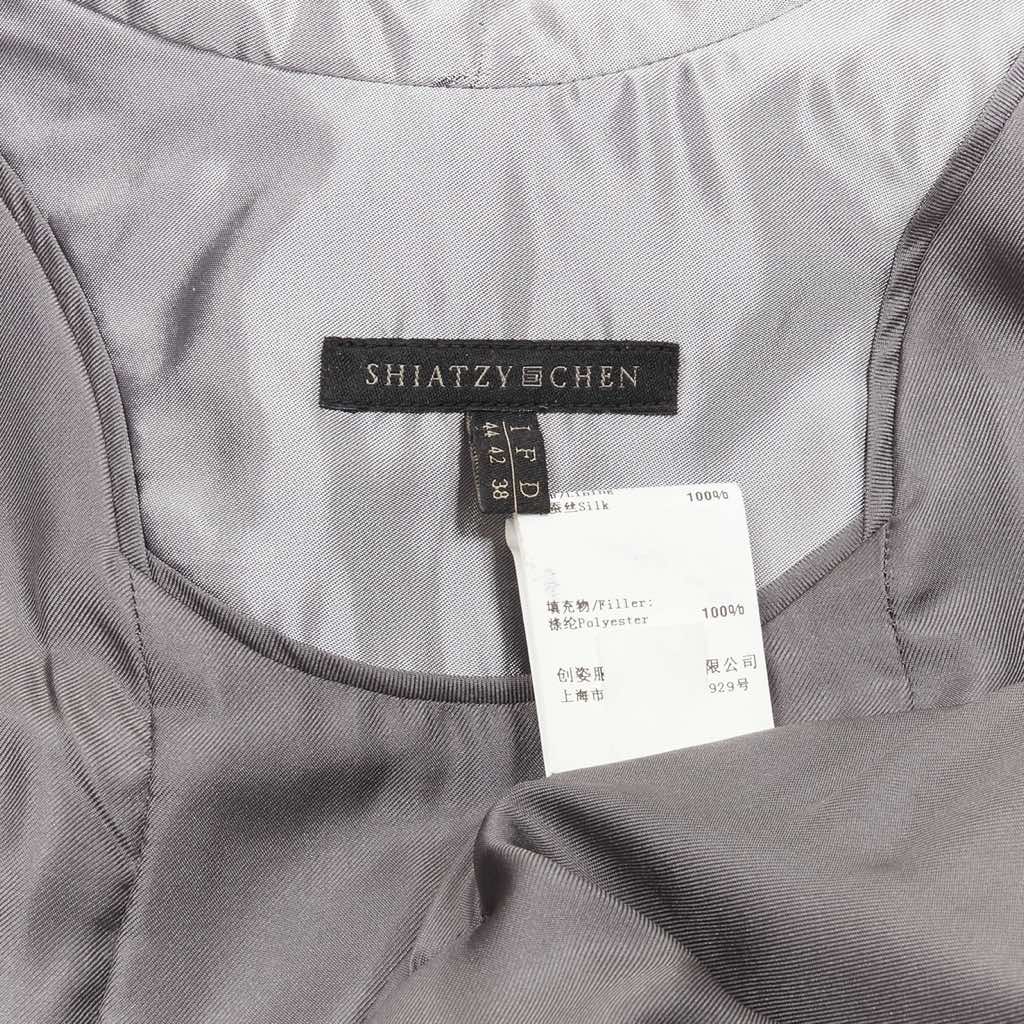 SHIATZY CHEN
I F D
44 42 38
100%
蚕丝Silk
填充物/Filler:
涤纶Polyester 100%
创姿服 限公司
上海市 929号